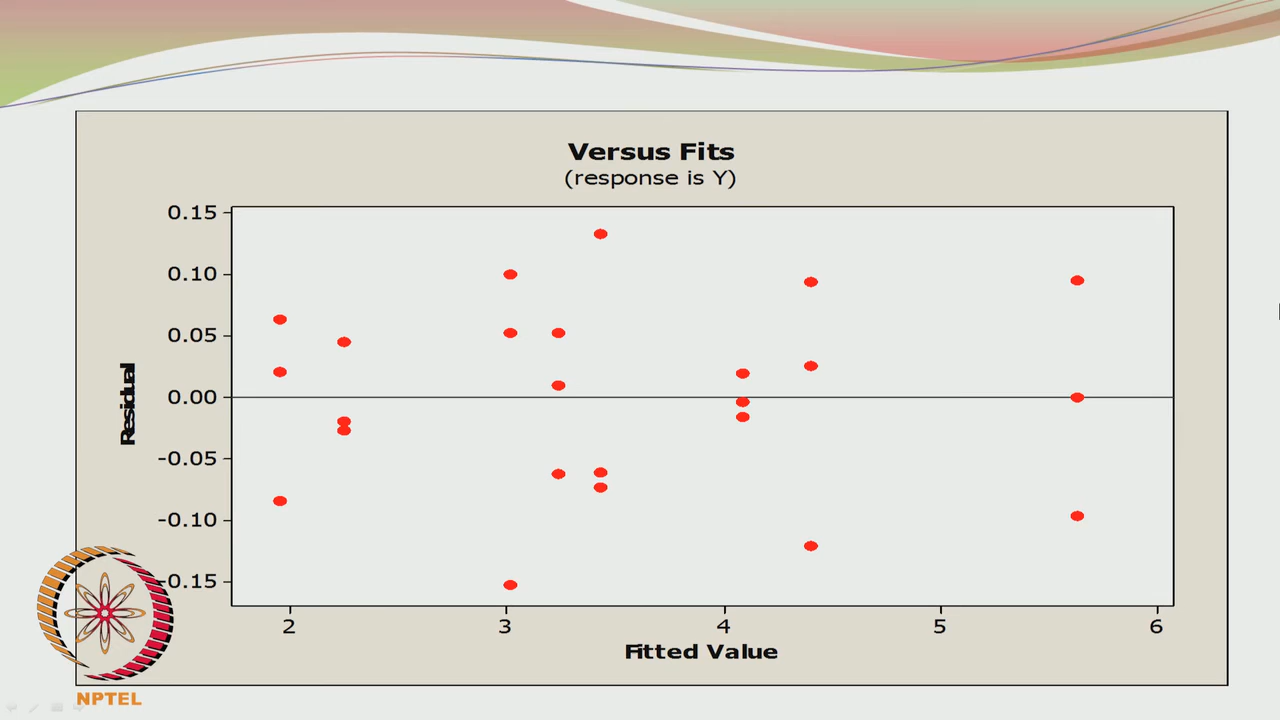 Versus Fits
(response is Y)
0.15
0.10
0.05
0.00
-0.05
-0.10
-0.15
Residual
2 3 4 5 6
Fitted Value
NPTEL